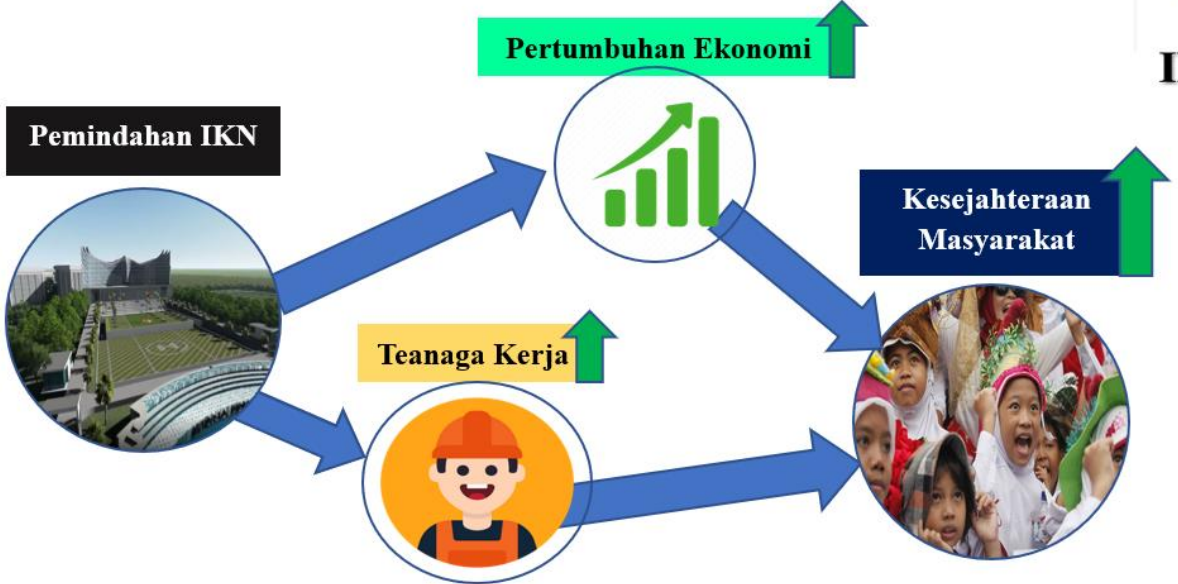 Pertumbuhan Ekonomi
Pemindahan IKN
Kesejahteraan
Masyarakat
Teanaga Kerja